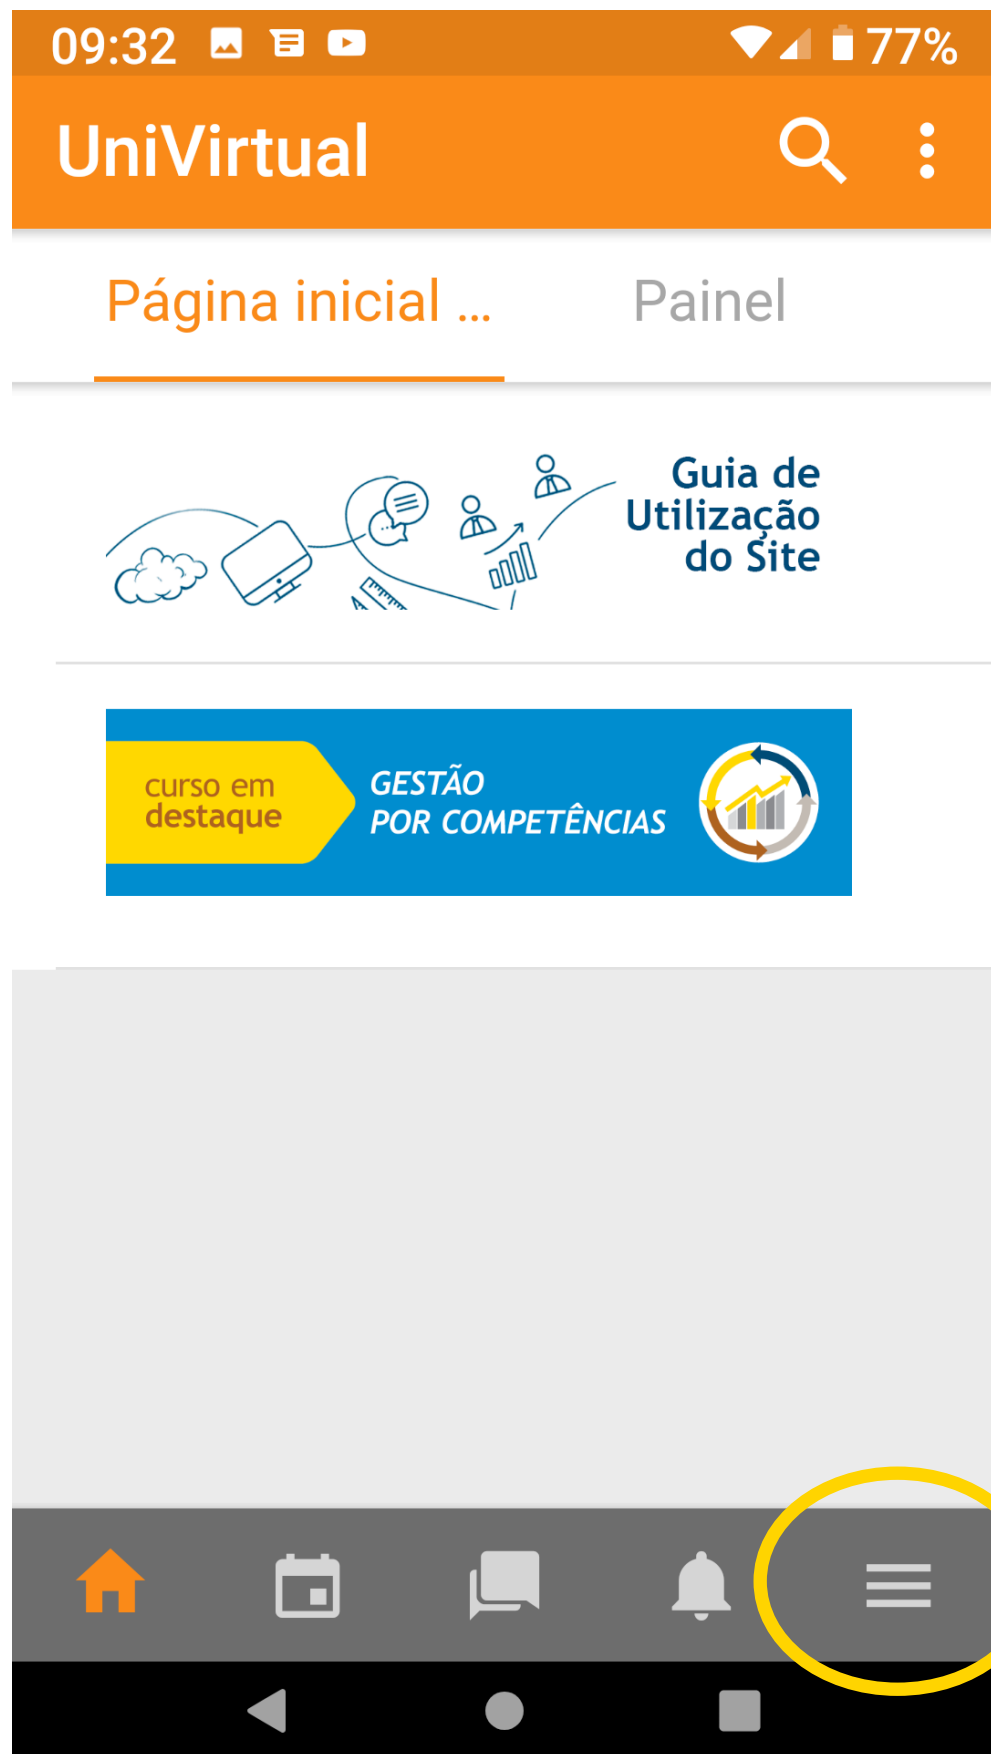 09:32 77%
UniVirtual
Página inicial ... Painel
Guia de
Utilização
do Site
curso em
destaque
GESTÃO
POR COMPETÊNCIAS